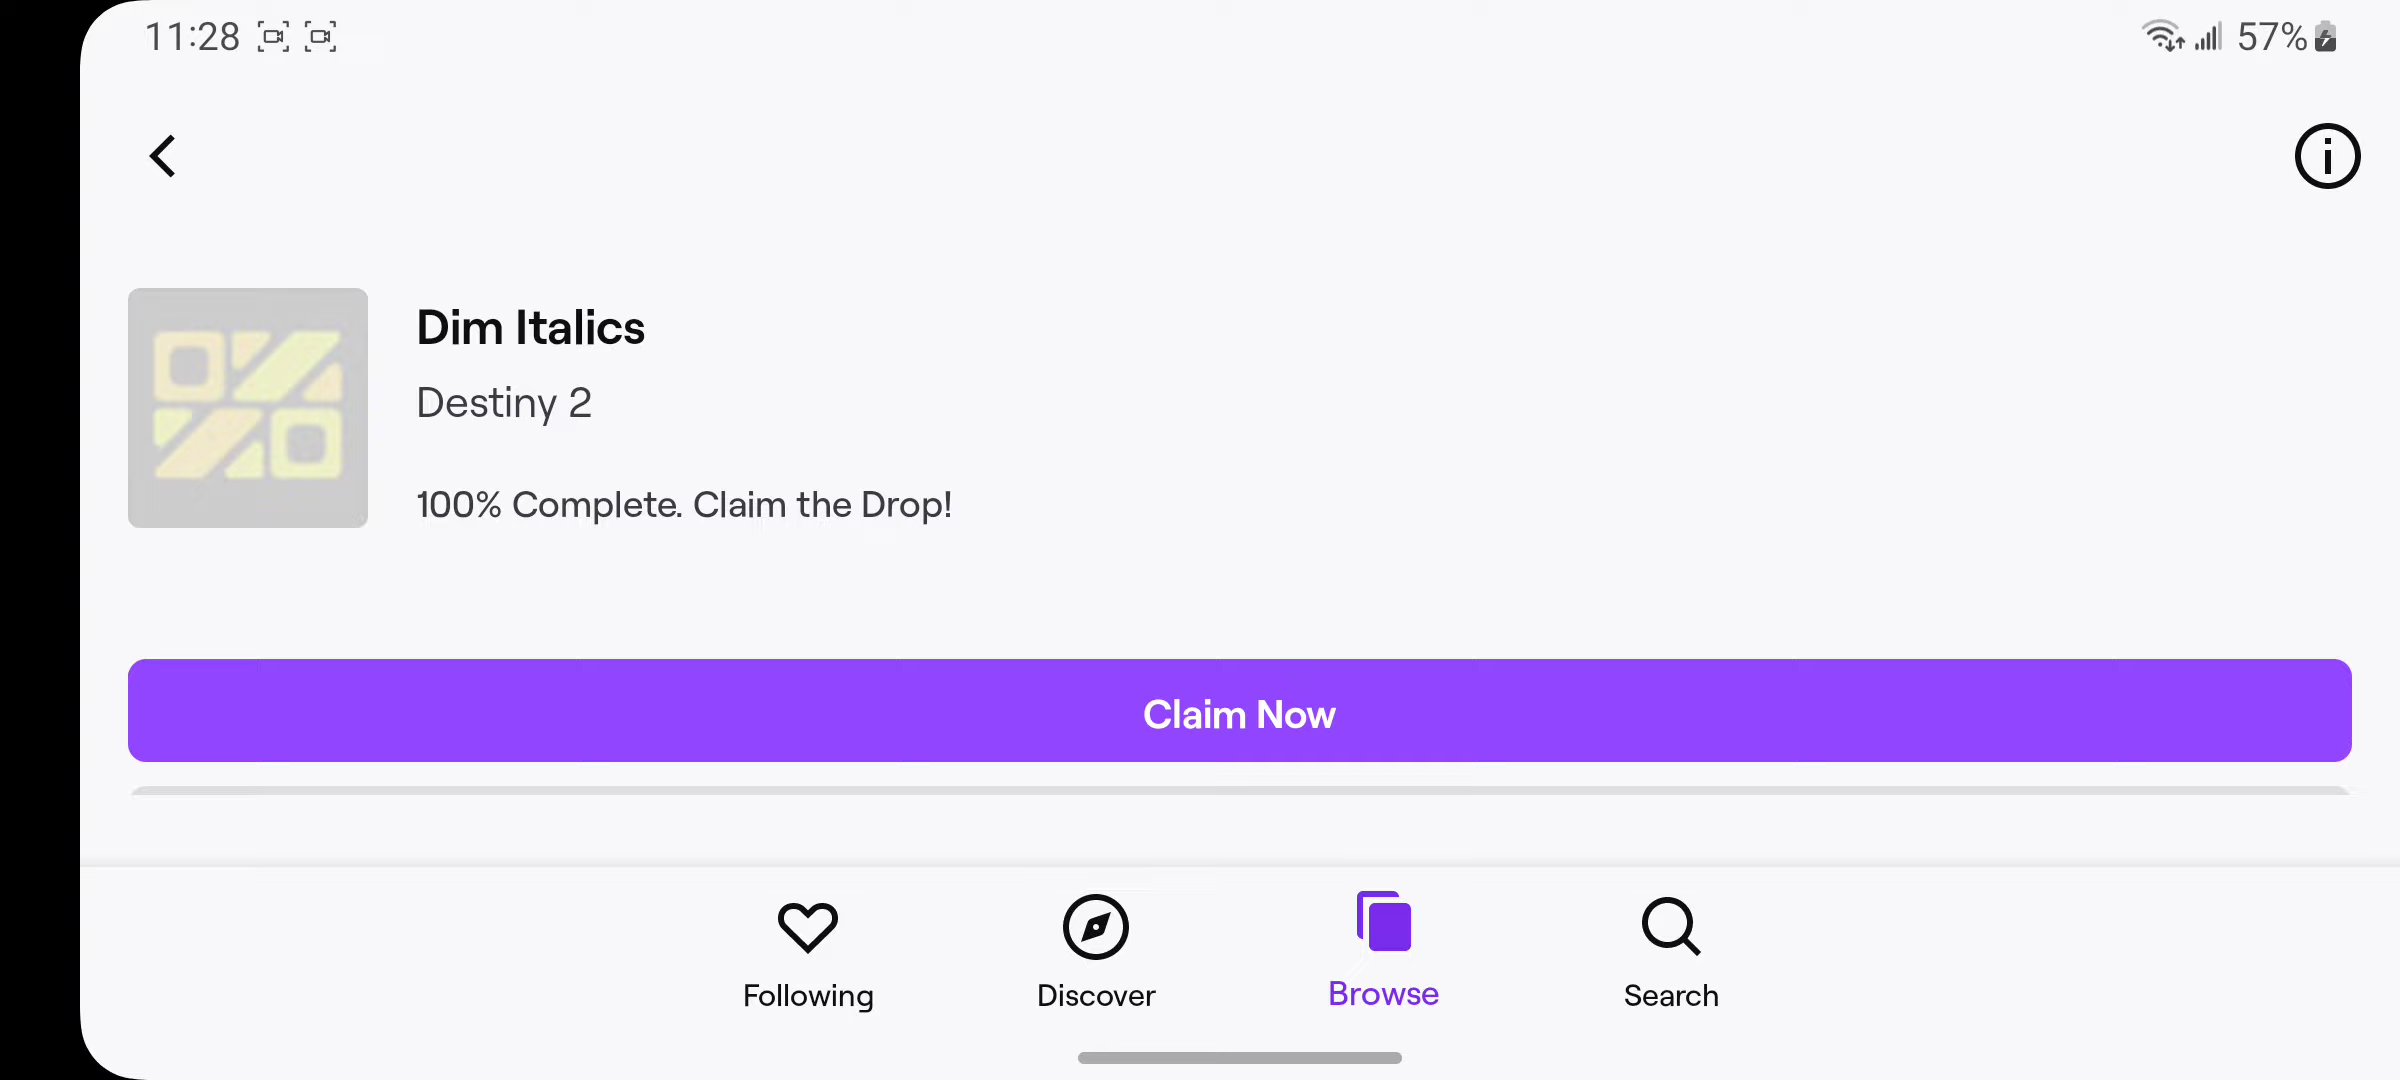 11:28
57%
Dim Italics
Destiny 2
100% Complete. Claim the Drop!
Claim Now
Following
Discover
Browse
Search